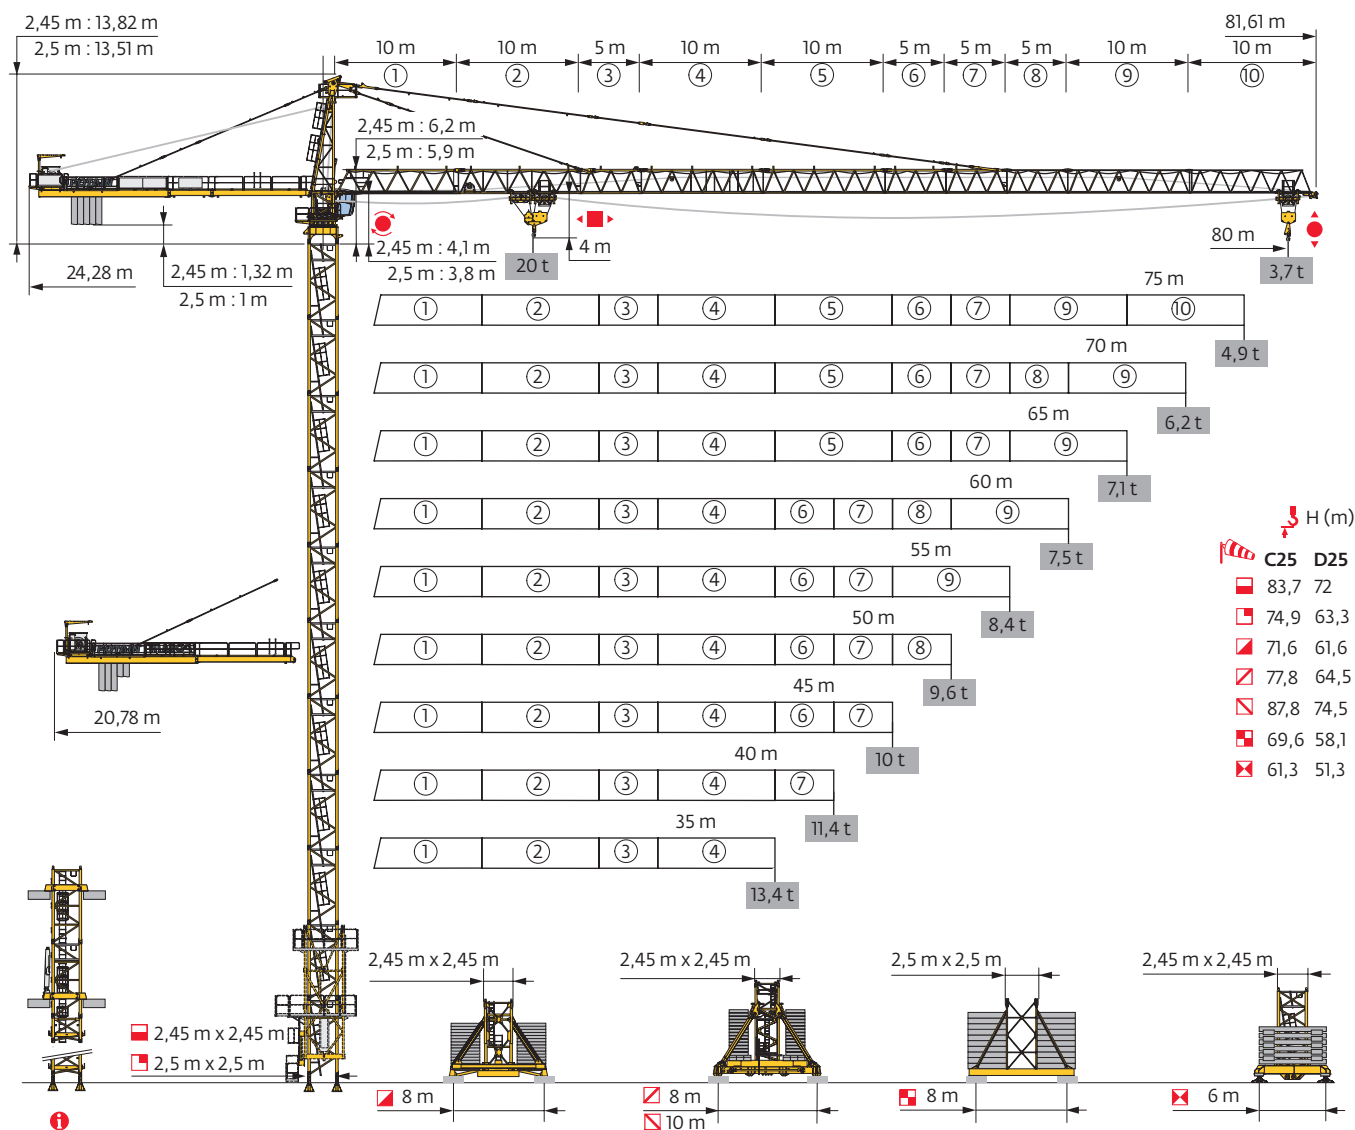 2,45 m : 13,82 m
2,5 m : 13,51 m
81,61 m
10 m 10 m 5 m 10 m 10 m 5 m 5 m 5 m 10 m 10 m
① ② ③ ④ ⑤ ⑥ ⑦ ⑧ ⑨ ⑩
2,45 m : 6,2 m
2,5 m : 5,9 m
2,45 m : 4,1 m
2,5 m : 3,8 m
4 m
80 m
20 t
3,7 t
24,28 m
2,45 m : 1,32 m
2,5 m : 1 m
75 m
① ② ③ ④ ⑤ ⑥ ⑦ ⑨ ⑩
4,9 t
70 m
① ② ③ ④ ⑤ ⑥ ⑦ ⑧ ⑨
6,2 t
65 m
① ② ③ ④ ⑤ ⑥ ⑦ ⑨
7,1 t
60 m
① ② ③ ④ ⑥ ⑦ ⑧ ⑨
7,5 t
55 m
① ② ③ ④ ⑥ ⑦ ⑨
8,4 t
50 m
① ② ③ ④ ⑥ ⑦ ⑧
9,6 t
45 m
① ② ③ ④ ⑥ ⑦
10 t
40 m
① ② ③ ④ ⑦
11,4 t
35 m
① ② ③ ④
13,4 t
H (m)
C25 D25
83,7 72
74,9 63,3
71,6 61,6
77,8 64,5
87,8 74,5
69,6 58,1
61,3 51,3
20,78 m
2,45 m x 2,45 m
2,5 m x 2,5 m
2,45 m x 2,45 m
8 m
2,45 m x 2,45 m
8 m
10 m
2,5 m x 2,5 m
8 m
2,45 m x 2,45 m
6 m
i